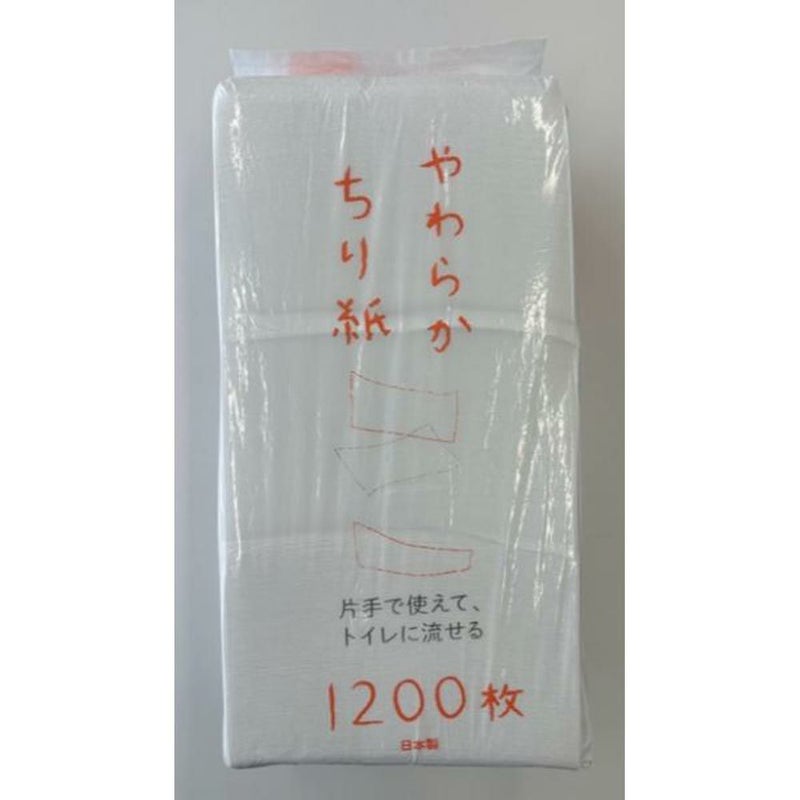 やわらか
ちり紙
片手で使えて、
トイレに流せる
1200枚
日本製